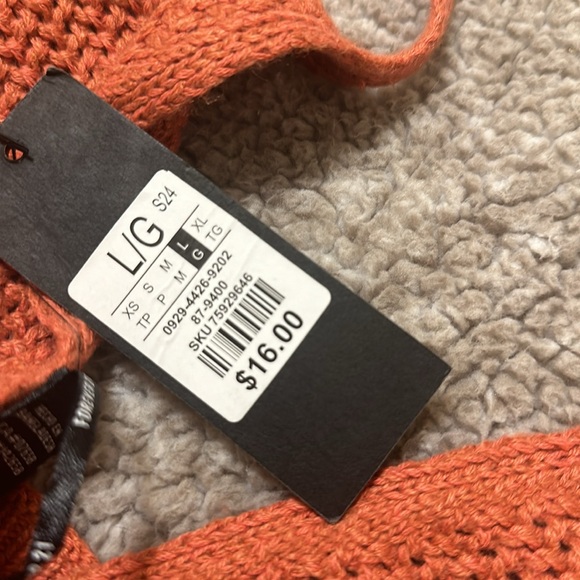 L/G S24
XS S M L XL
TP P M G TG
0929-4426-9202
87-9400
SKU 75929646
$16.00